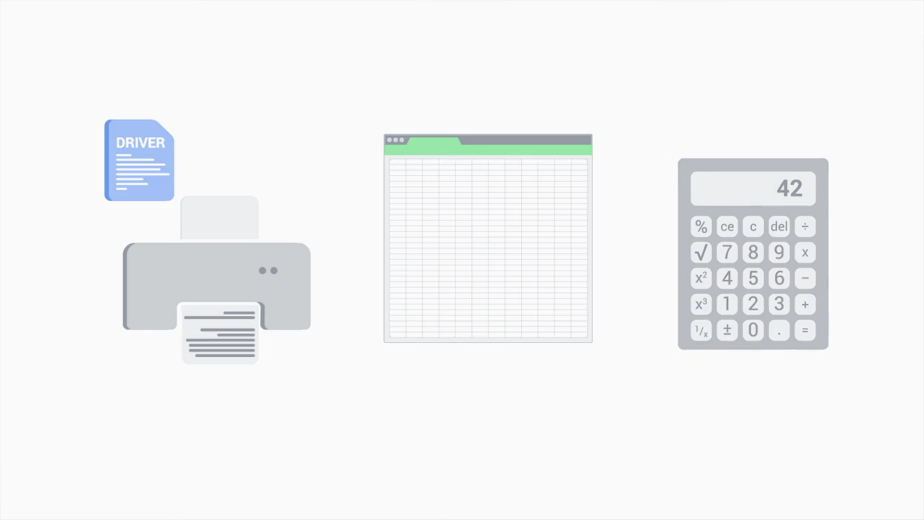 DRIVER
42
% ce c del ÷
√ 7 8 9 x
x² 4 5 6 −
x³ 1 2 3 +
¹/ₓ ± 0 . =